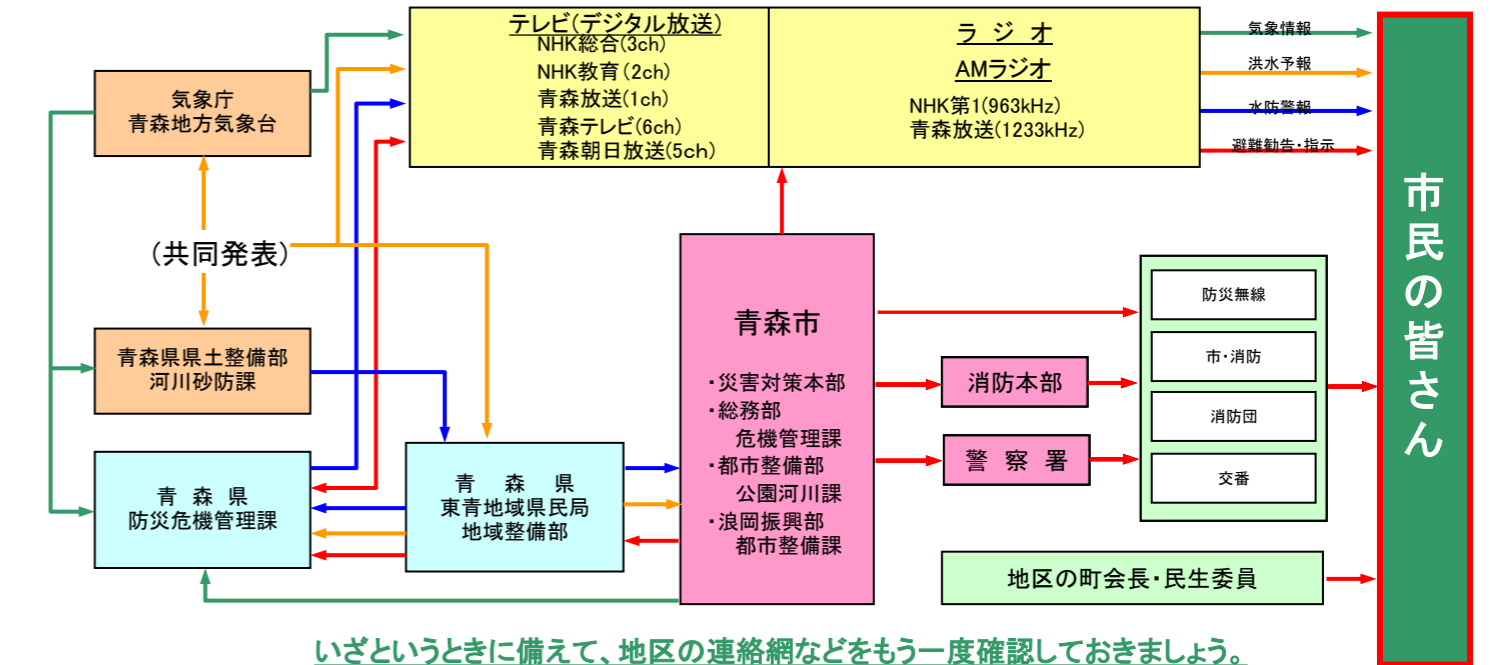 テレビ(デジタル放送)
NHK総合(3ch)
NHK教育(2ch)
青森放送(1ch)
青森テレビ(6ch)
青森朝日放送(5ch)
ラジオ
AMラジオ
NHK第1(963kHz)
青森放送(1233kHz)
気象情報
洪水予報
水防警報
避難勧告・指示
市民の皆さん
気象庁
青森地方気象台
(共同発表)
青森県県土整備部
河川砂防課
青森県
防災危機管理課
青森県
東青地域県民局
地域整備部
青森市
・災害対策本部
・総務部
危機管理課
・都市整備部
公園河川課
・浪岡振興部
都市整備課
消防本部
警察署
防災無線
市・消防
消防団
交番
地区の町会長・民生委員
いざというときに備えて、地区の連絡網などをもう一度確認しておきましょう。